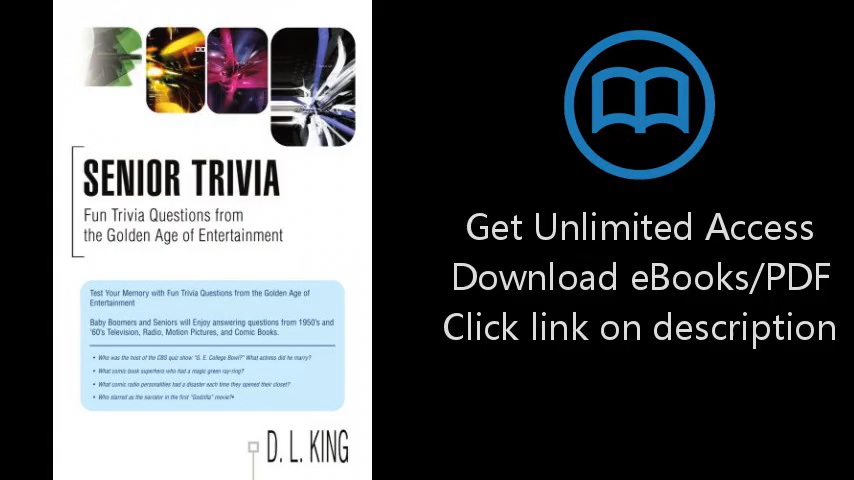 SENIOR TRIVIA
Fun Trivia Questions from
the Golden Age of Entertainment
Test Your Memory with Fun Trivia Questions from the Golden Age of
Entertainment
Baby Boomers and Seniors will Enjoy answering questions from 1950's and
'60's Television, Radio, Motion Pictures, and Comic Books.
• Who was the host of the CBS quiz show "G. E. College Bowl?" What actress did he marry?
• What comic book superhero who had a magic green ray-ring?
• What comic radio personalities had a disaster each time they opened their closet?
• Who starred as the narrator in the first "Godzilla" movie?•
D. L. KING
Get Unlimited Access
Download eBooks/PDF
Click link on description